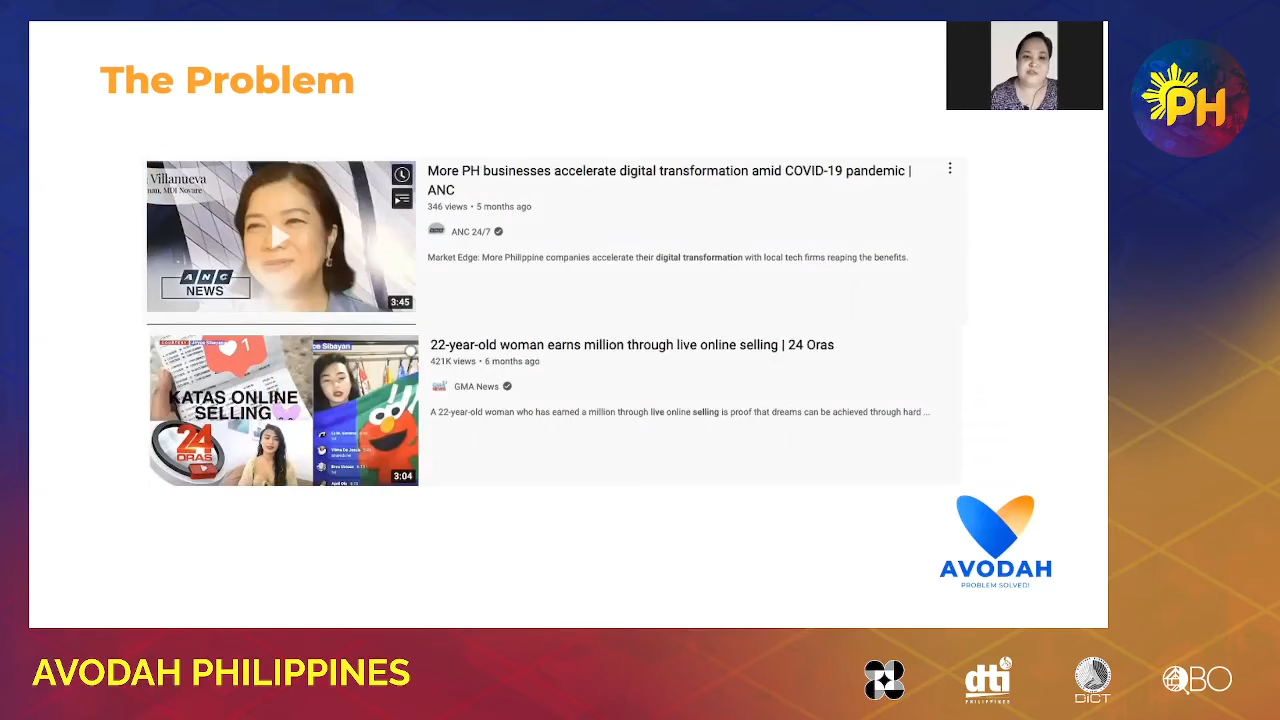 The Problem
PH
Villanueva
man, MDI Novare
ANC
NEWS
3:45
More PH businesses accelerate digital transformation amid COVID-19 pandemic |
ANC
346 views • 5 months ago
ANC 24/7
Market Edge: More Philippine companies accelerate their digital transformation with local tech firms reaping the benefits.
1
KATAS ONLINE
SELLING
24
ORAS
3:04
22-year-old woman earns million through live online selling | 24 Oras
421K views • 6 months ago
GMA News
A 22-year-old woman who has earned a million through live online selling is proof that dreams can be achieved through hard ...
AVODAH
PROBLEM SOLVED!
AVODAH PHILIPPINES
dti
PHILIPPINES
DICT
QBO